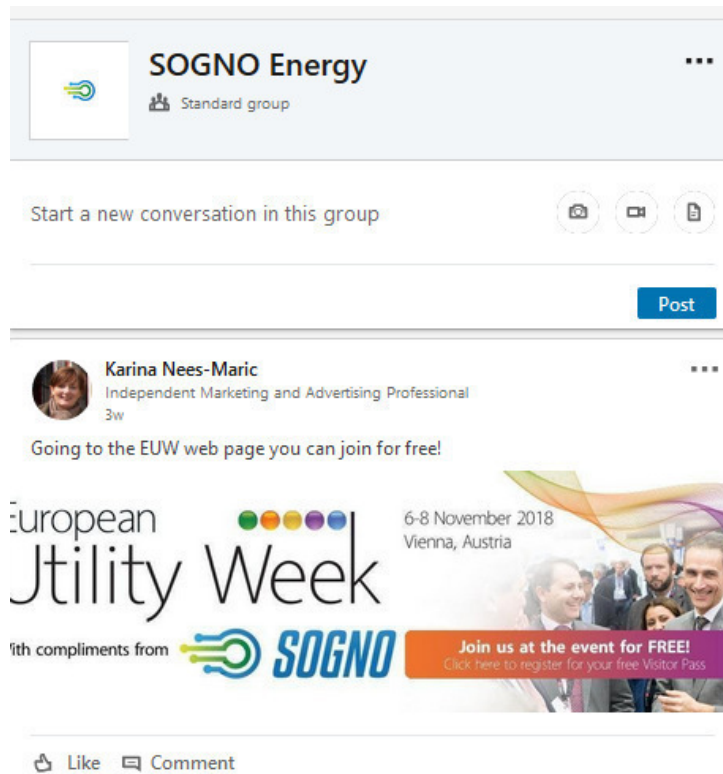 SOGNO Energy
Standard group
Start a new conversation in this group
Post
Karina Nees-Maric
Independent Marketing and Advertising Professional
3w
Going to the EUW web page you can join for free!
European
Utility Week
6-8 November 2018
Vienna, Austria
With compliments from SOGNO
Join us at the event for FREE!
Click here to register for your free Visitor Pass
Like Comment